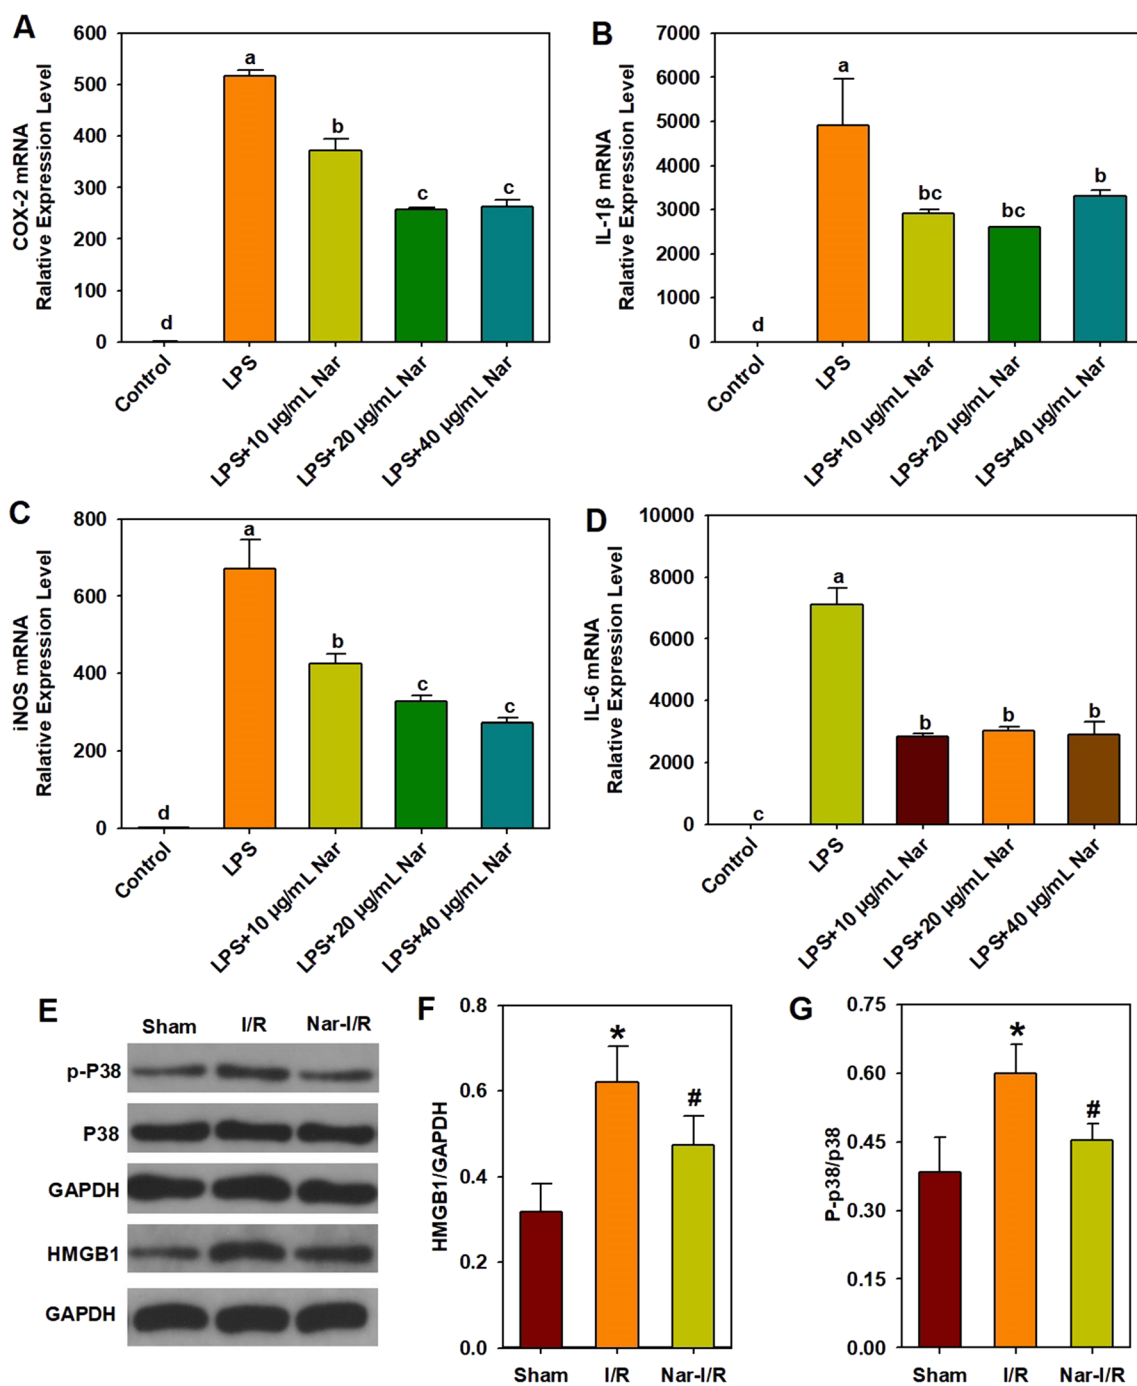 A
COX-2 mRNA
Ralative Expression Level
600
500
400
300
200
100
0
a
b
c
c
d
Control
LPS
LPS+10 µg/mL Nar
LPS+20 µg/mL Nar
LPS+40 µg/mL Nar
B
IL-1β mRNA
Ralative Expression Level
7000
6000
5000
4000
3000
2000
1000
0
a
bc
bc
b
d
Control
LPS
LPS+10 µg/mL Nar
LPS+20 µg/mL Nar
LPS+40 µg/mL Nar
C
iNOS mRNA
Ralative Expression Level
800
600
400
200
0
a
b
c
c
d
Control
LPS
LPS+10 µg/mL Nar
LPS+20 µg/mL Nar
LPS+40 µg/mL Nar
D
IL-6 mRNA
Ralative Expression Level
10000
8000
6000
4000
2000
0
a
b
b
b
c
Control
LPS
LPS+10 µg/mL Nar
LPS+20 µg/mL Nar
LPS+40 µg/mL Nar
E
Sham I/R Nar-I/R
p-P38
P38
GAPDH
HMGB1
GAPDH
F
HMGB1/GAPDH
0.8
0.6
0.4
0.2
0.0
*
#
Sham I/R Nar-I/R
G
P-p38/p38
0.75
0.60
0.45
0.30
0.15
0.00
*
#
Sham I/R Nar-I/R